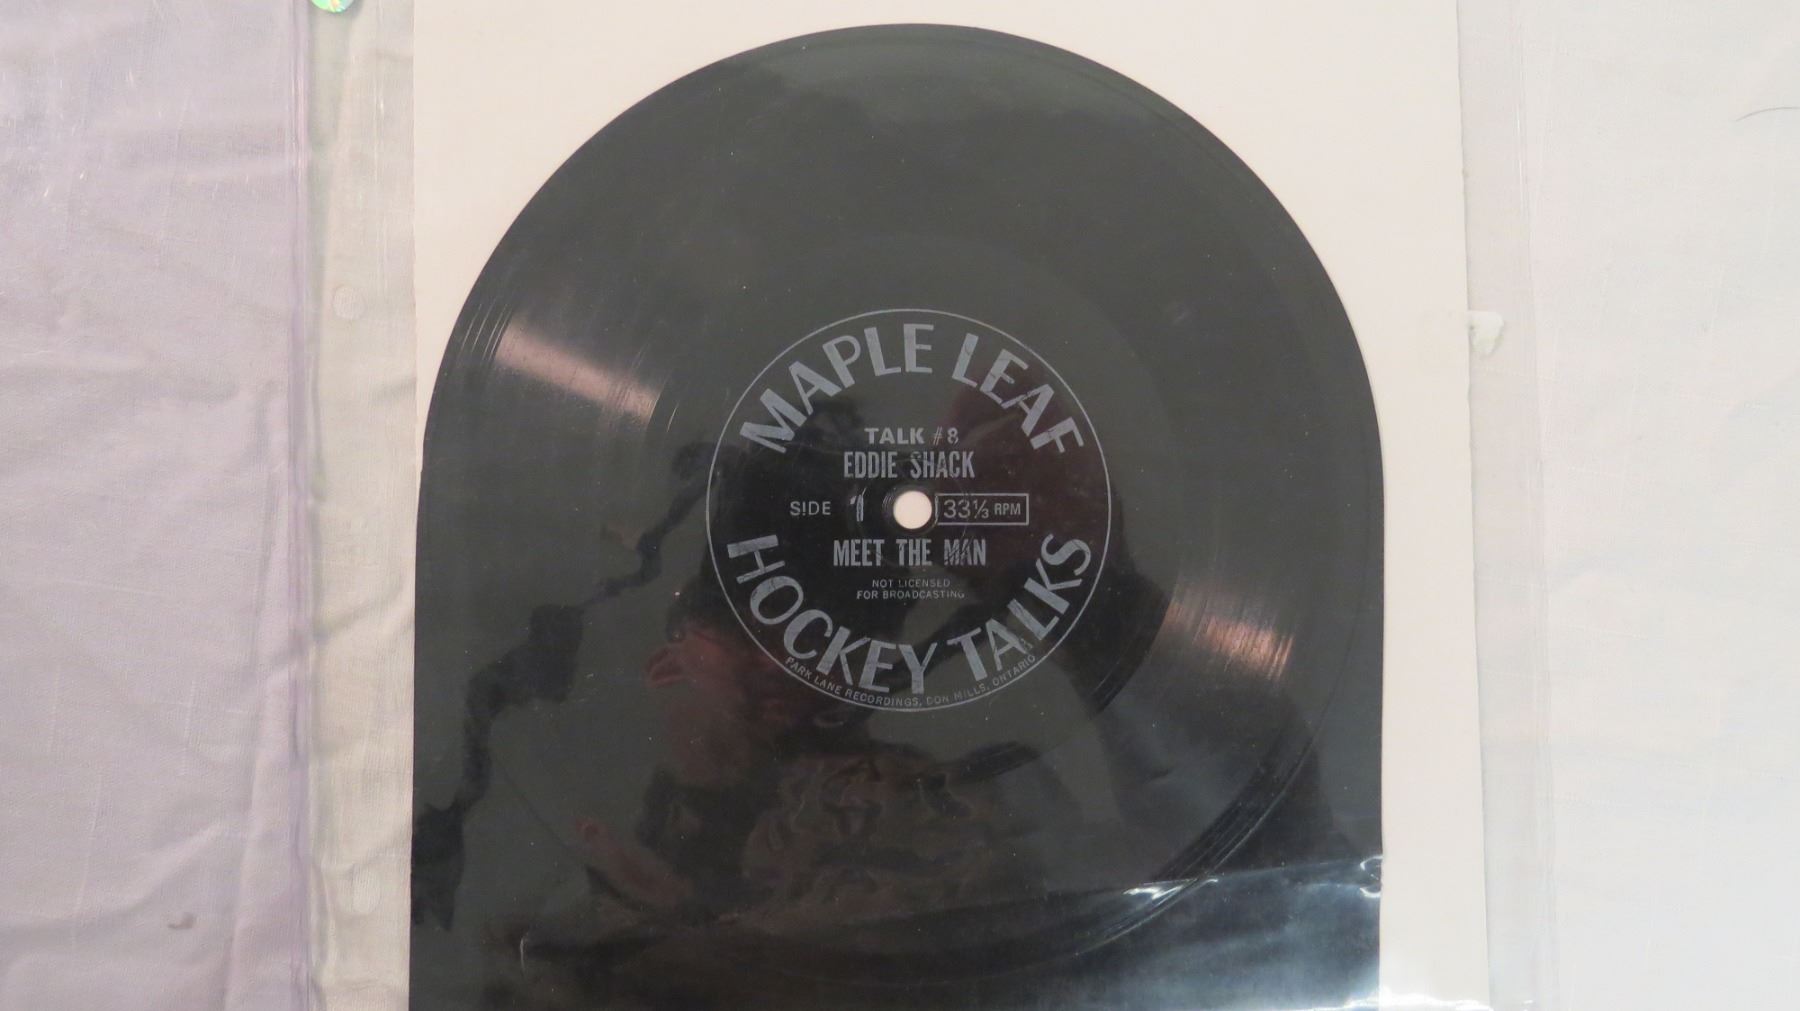 MAPLE LEAF
TALK #8
EDDIE SHACK
SIDE 1 33⅓ RPM
MEET THE MAN
NOT LICENSED
FOR BROADCASTING
HOCKEY TALKS
PARK LANE RECORDINGS, DON MILLS, ONTARIO